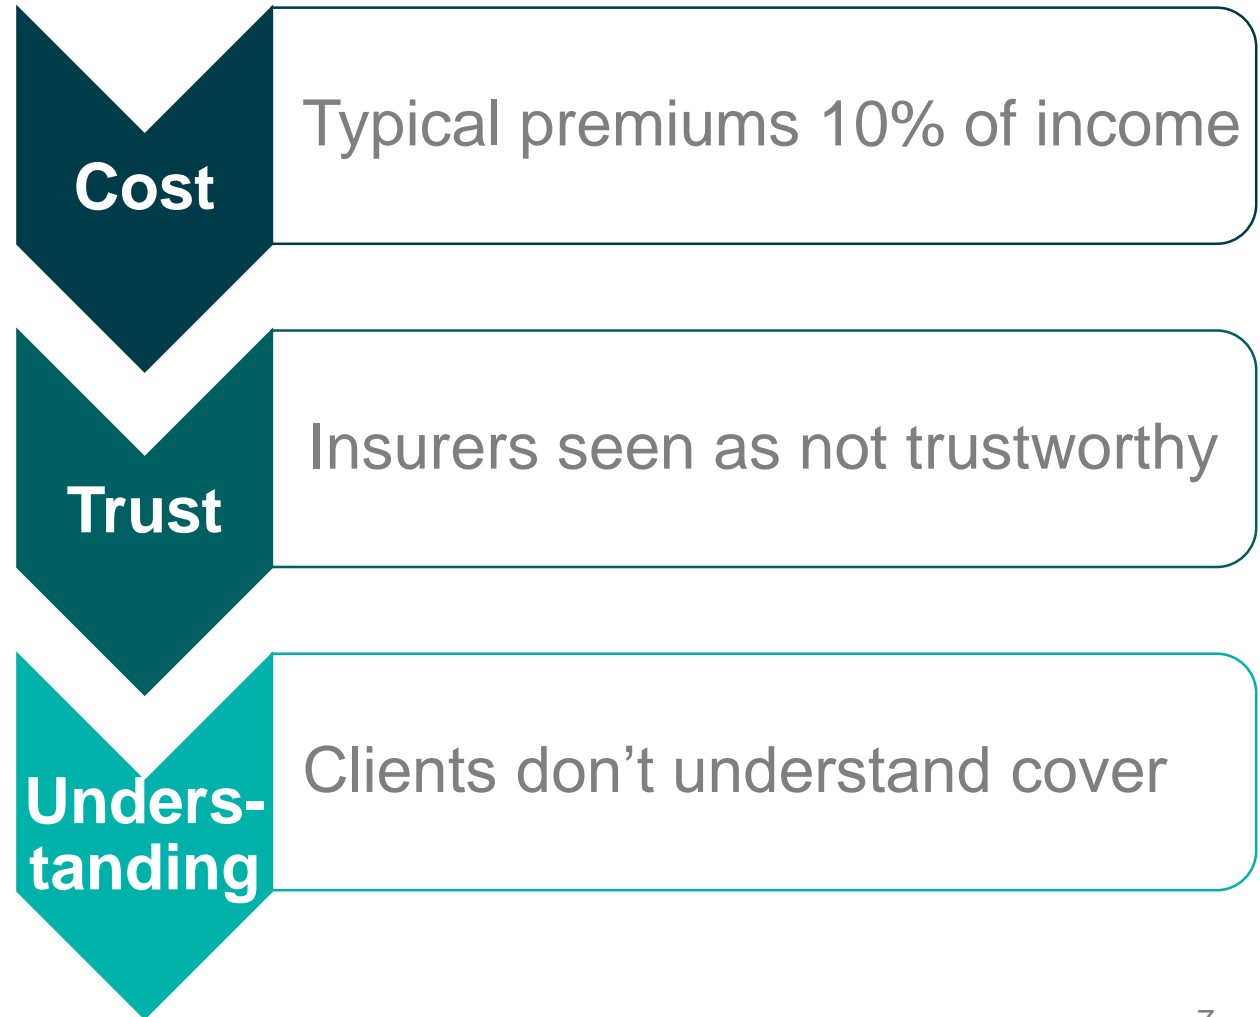 Cost
Typical premiums 10% of income
Trust
Insurers seen as not trustworthy
Unders-
tanding
Clients don’t understand cover